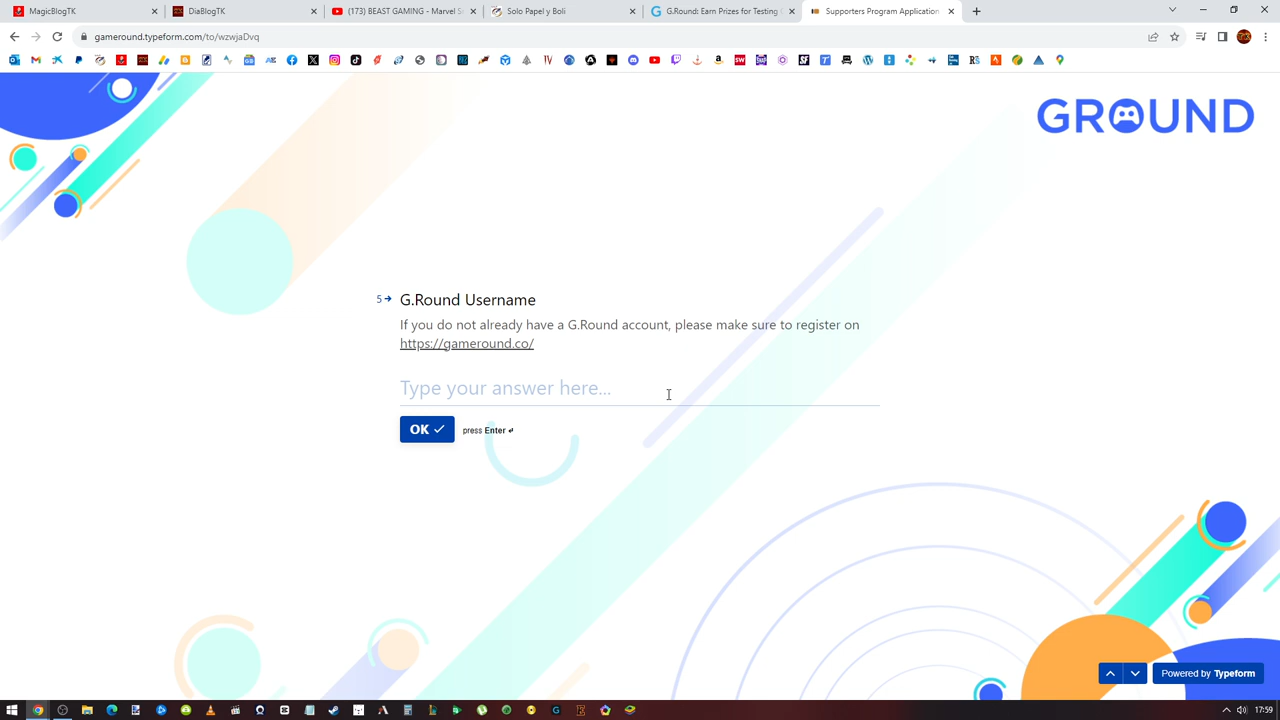 MagicBlogTK
DiaBlogTK
(173) BEAST GAMING - Marvel S
Solo Papel y Boli
G.Round: Earn Prizes for Testing G
Supporters Program Application
gameround.typeform.com/to/wzwjaDvq
GROUND
5
G.Round Username
If you do not already have a G.Round account, please make sure to register on
https://gameround.co/
Type your answer here...
OK
press Enter
Powered by Typeform
17:59